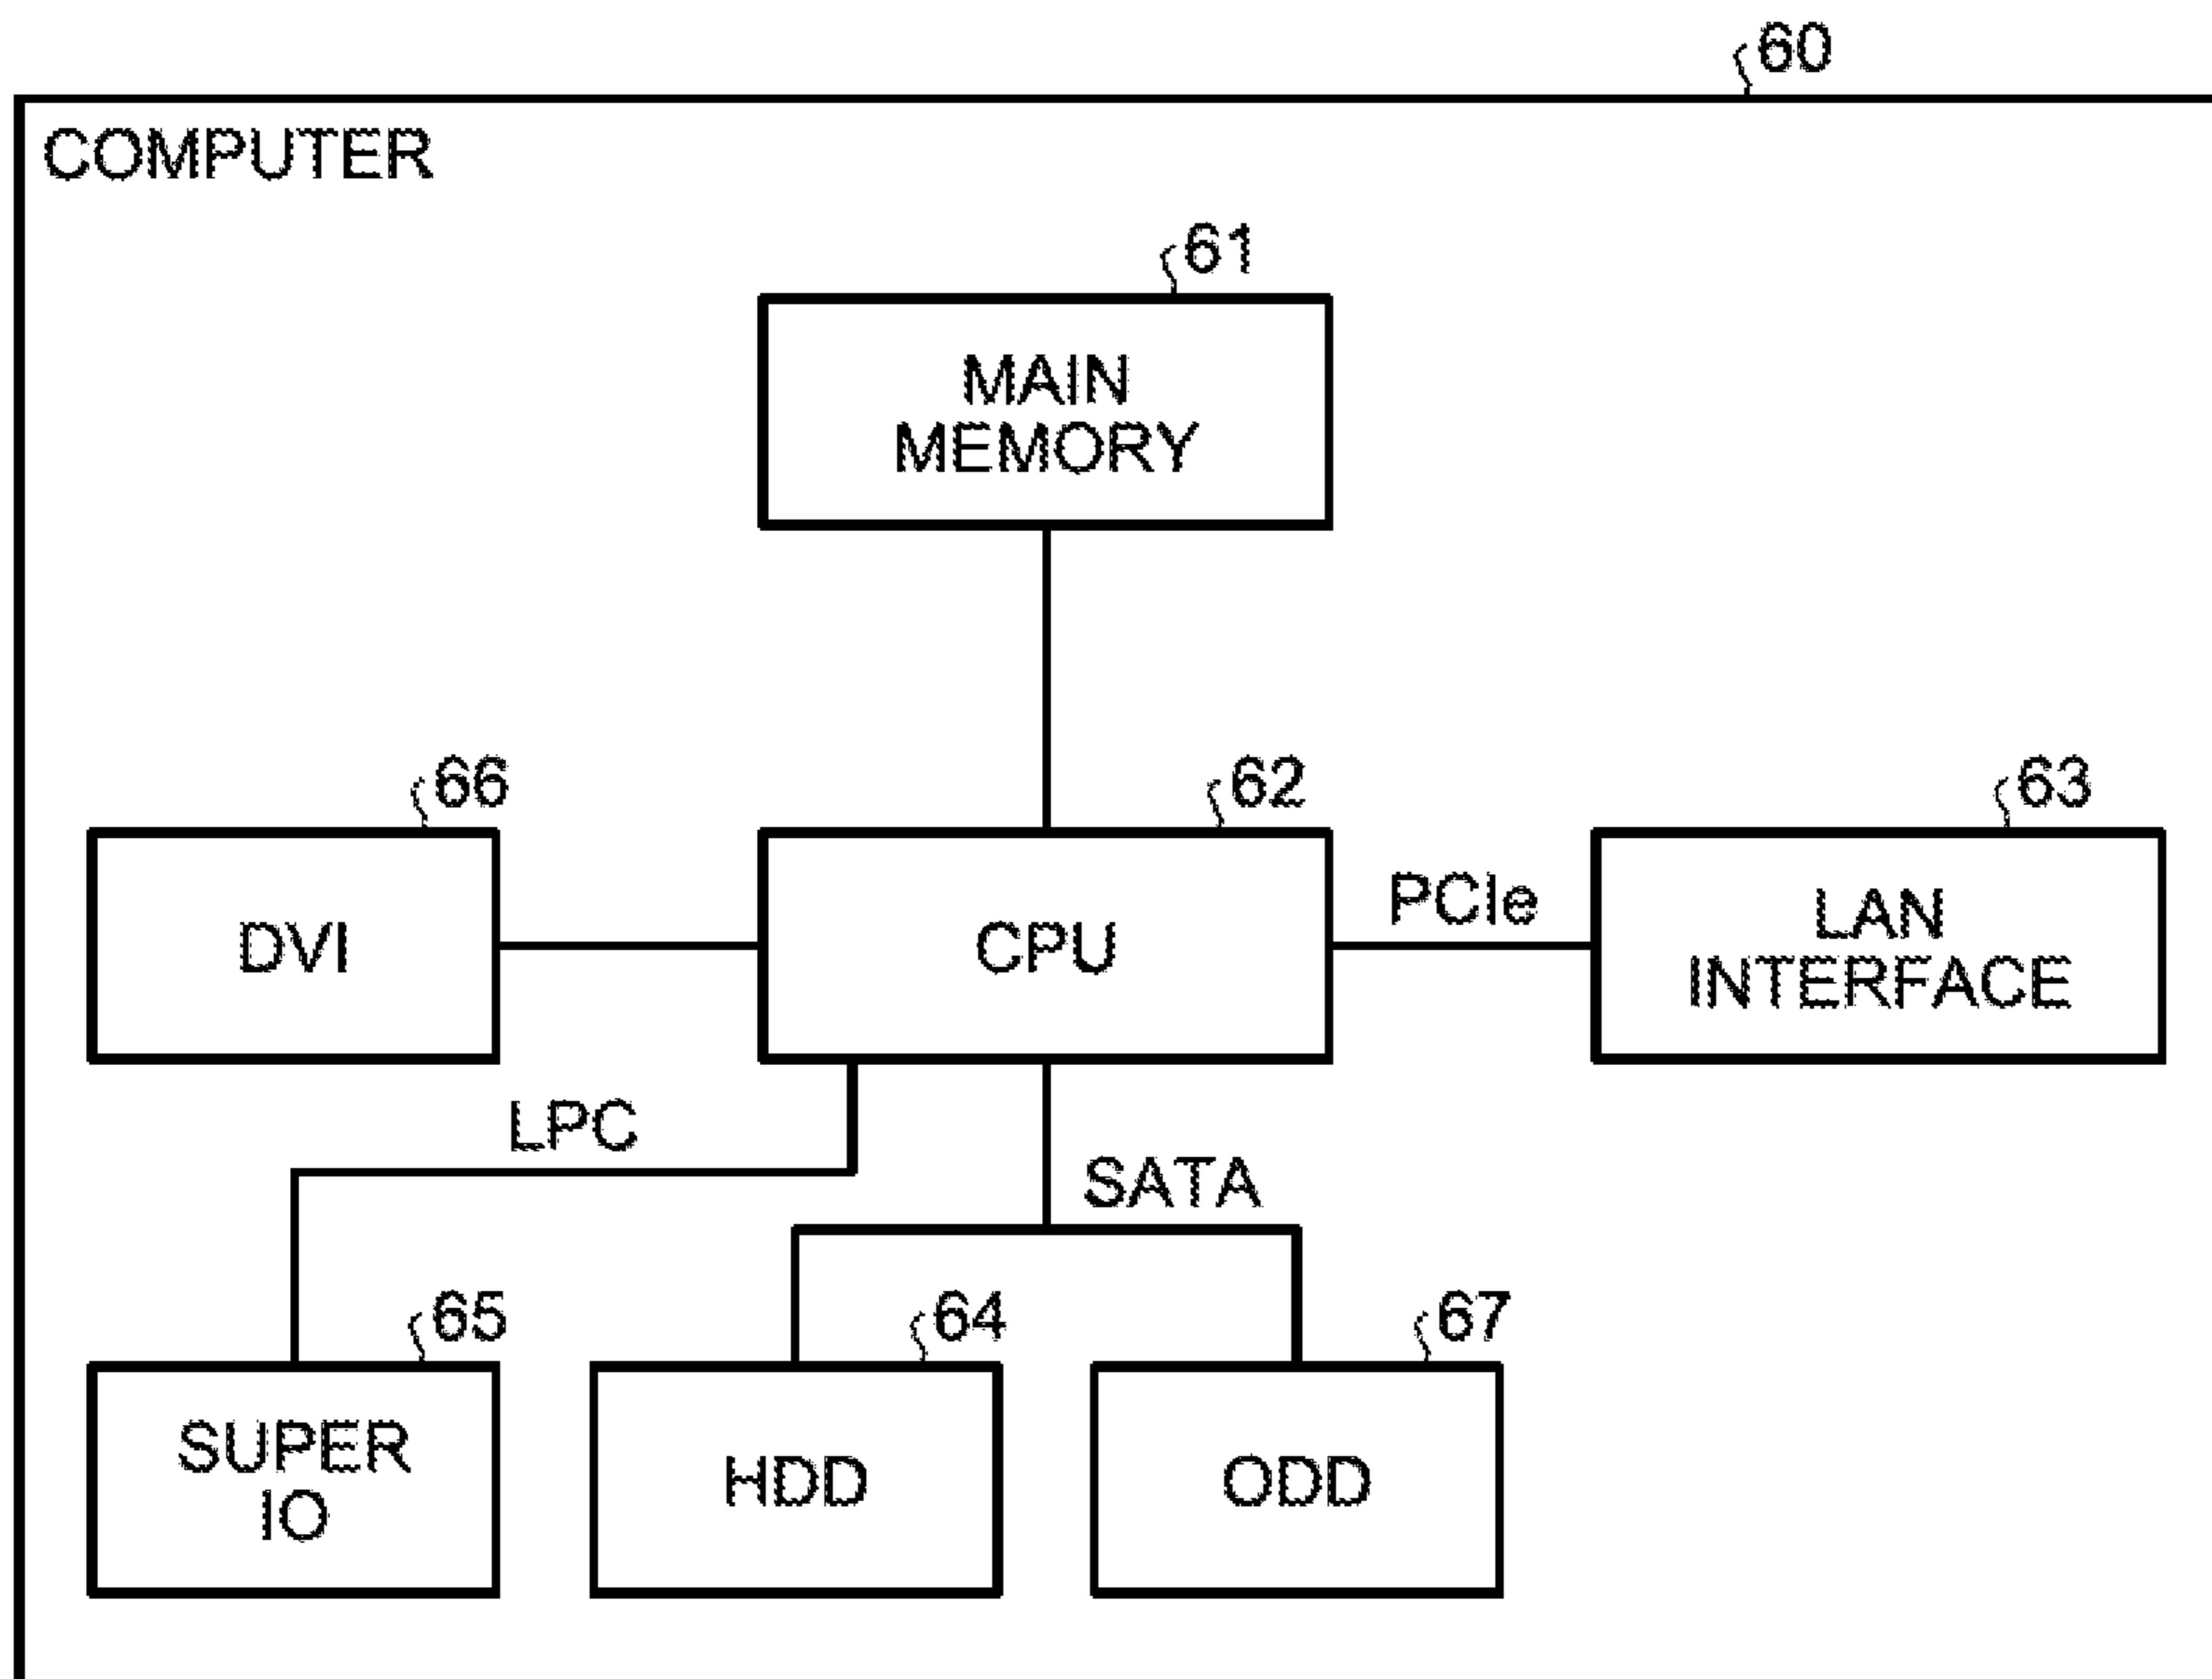 60
COMPUTER
61
MAIN
MEMORY
66
62
63
DVI
CPU
PCIe
LAN
INTERFACE
LPC
SATA
65
64
67
SUPER
IO
HDD
ODD